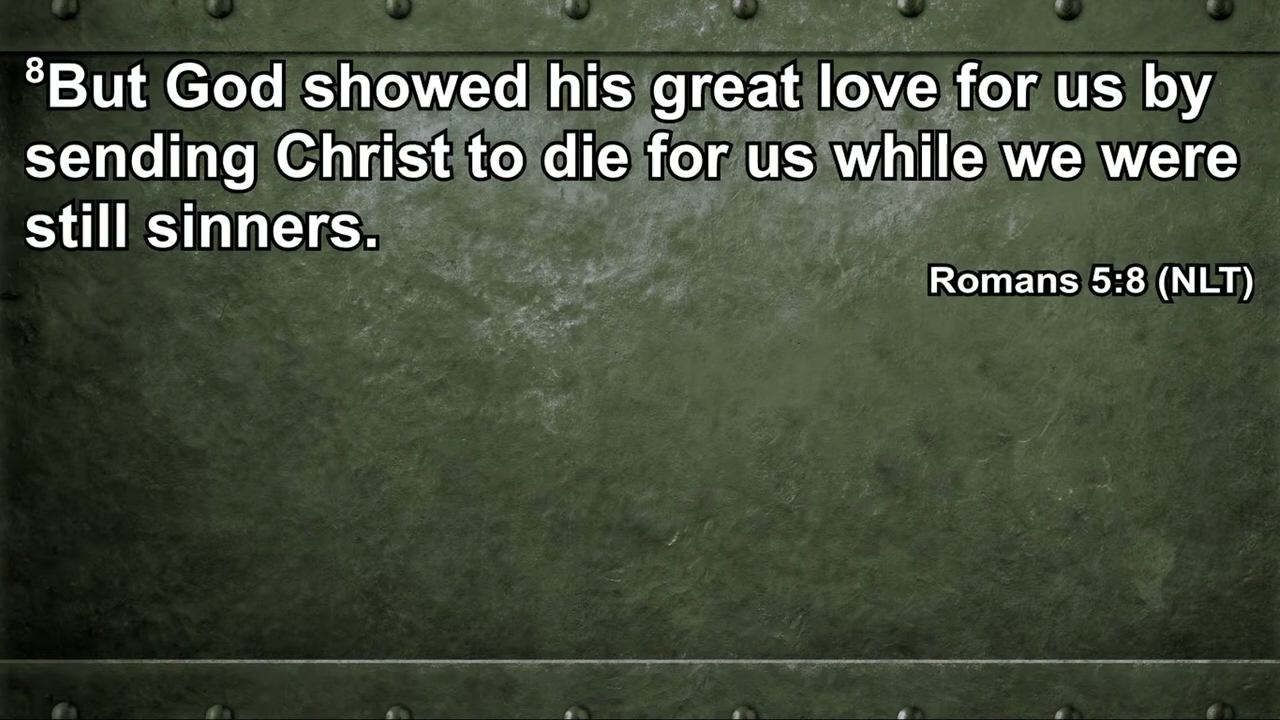 ⁸But God showed his great love for us by
sending Christ to die for us while we were
still sinners.
Romans 5:8 (NLT)